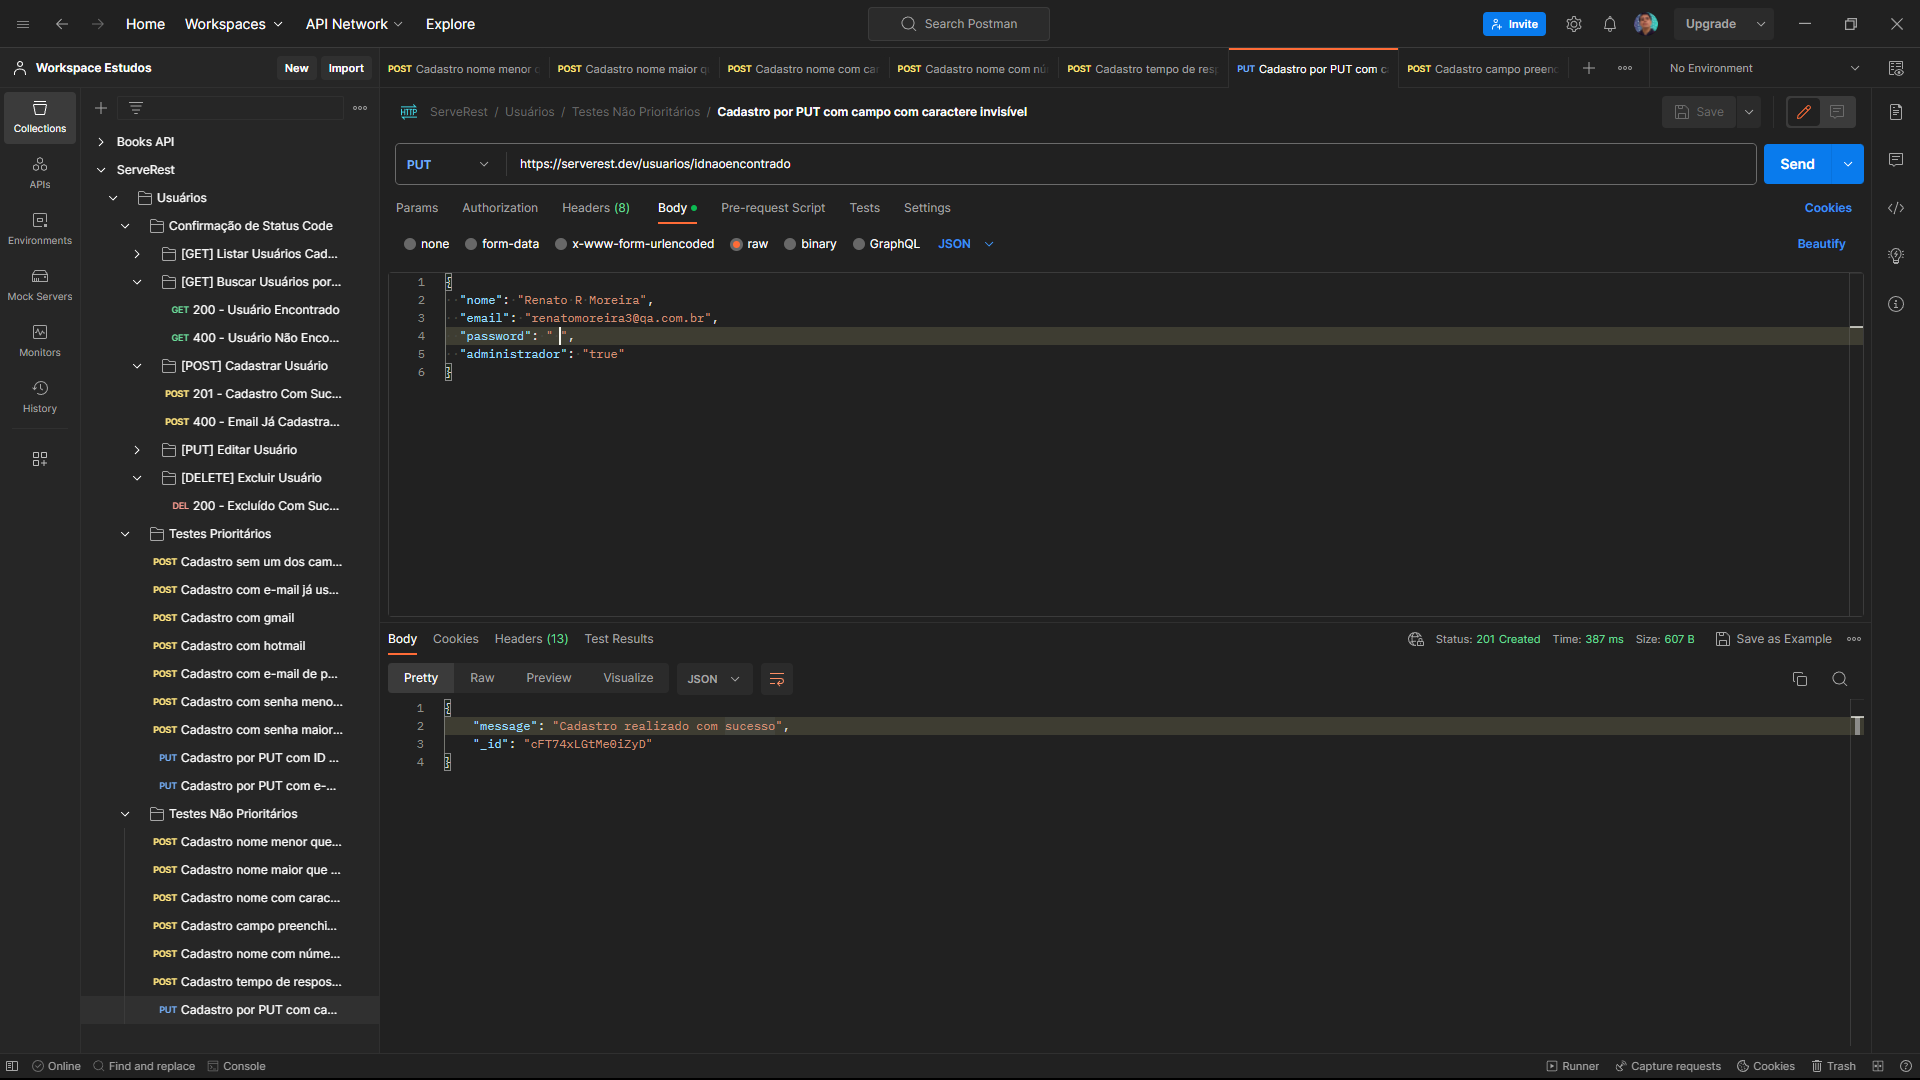 Home Workspaces API Network Explore Search Postman Invite Upgrade
Workspace Estudos New Import
POST Cadastro nome menor POST Cadastro nome maior POST Cadastro nome com POST Cadastro nome com POST Cadastro tempo de PUT Cadastro por PUT com POST Cadastro campo No Environment
Collections
APIs
Environments
Mock Servers
Monitors
History
Books API
ServeRest
Usuários
Confirmação de Status Code
[GET] Listar Usuários Cad...
[GET] Buscar Usuários por...
GET 200 - Usuário Encontrado
GET 400 - Usuário Não Enco...
[POST] Cadastrar Usuário
POST 201 - Cadastro Com Suc...
POST 400 - Email Já Cadastra...
[PUT] Editar Usuário
[DELETE] Excluir Usuário
DEL 200 - Excluído Com Suc...
Testes Prioritários
POST Cadastro sem um dos cam...
POST Cadastro com e-mail já us...
POST Cadastro com gmail
POST Cadastro com hotmail
POST Cadastro com e-mail de p...
POST Cadastro com senha meno...
POST Cadastro com senha maior...
PUT Cadastro por PUT com ID ...
PUT Cadastro por PUT com e-...
Testes Não Prioritários
POST Cadastro nome menor que...
POST Cadastro nome maior que ...
POST Cadastro nome com carac...
POST Cadastro campo preenchi...
POST Cadastro nome com núme...
POST Cadastro tempo de respos...
PUT Cadastro por PUT com ca...
HTTP ServeRest / Usuários / Testes Não Prioritários / Cadastro por PUT com campo com caractere invisível Save
PUT https://serverest.dev/usuarios/idnaoencontrado Send
Params Authorization Headers (8) Body Pre-request Script Tests Settings Cookies
none form-data x-www-form-urlencoded raw binary GraphQL JSON Beautify
1 {
2 "nome": "Renato R Moreira",
3 "email": "renatomoreira3@qa.com.br",
4 "password": " ",
5 "administrador": "true"
6 }
Body Cookies Headers (13) Test Results Status: 201 Created Time: 387 ms Size: 607 B Save as Example
Pretty Raw Preview Visualize JSON
1 {
2 "message": "Cadastro realizado com sucesso",
3 "_id": "cFT74xLGtMe0iZyD"
4 }
Online Find and replace Console Runner Capture requests Cookies Trash